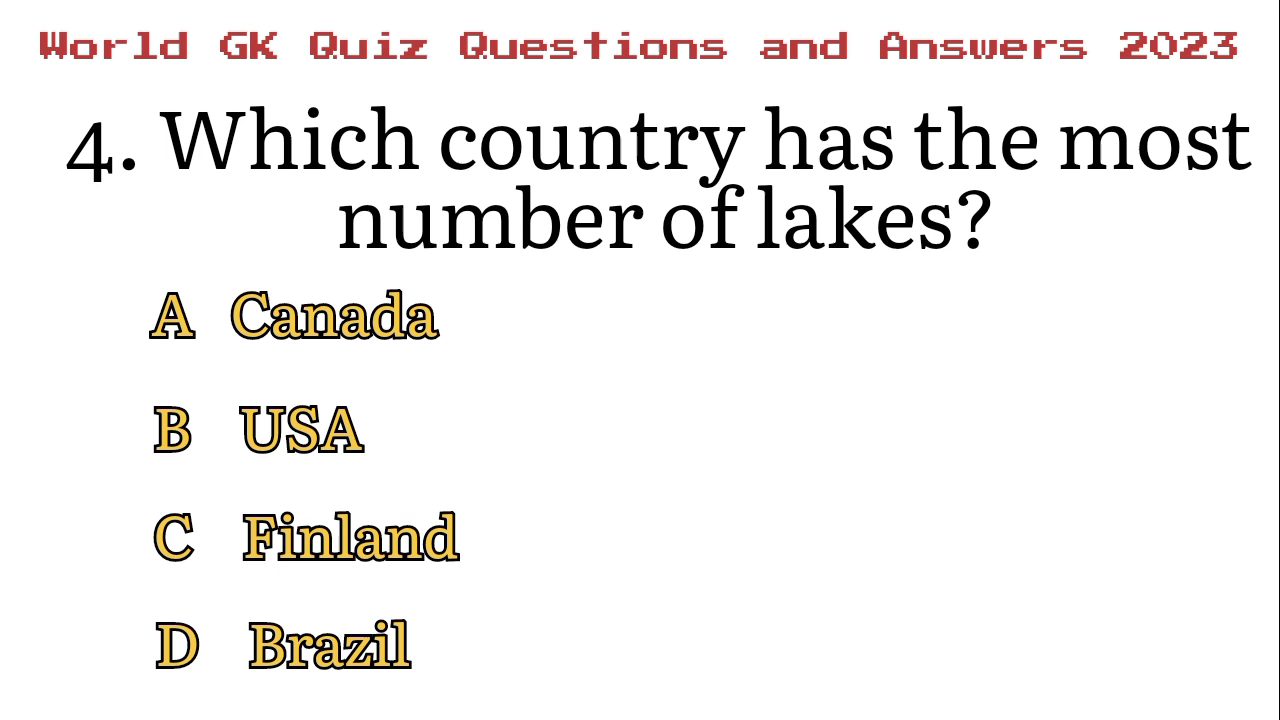 World GK Quiz Questions and Answers 2023
4. Which country has the most
number of lakes?
A Canada
B USA
C Finland
D Brazil